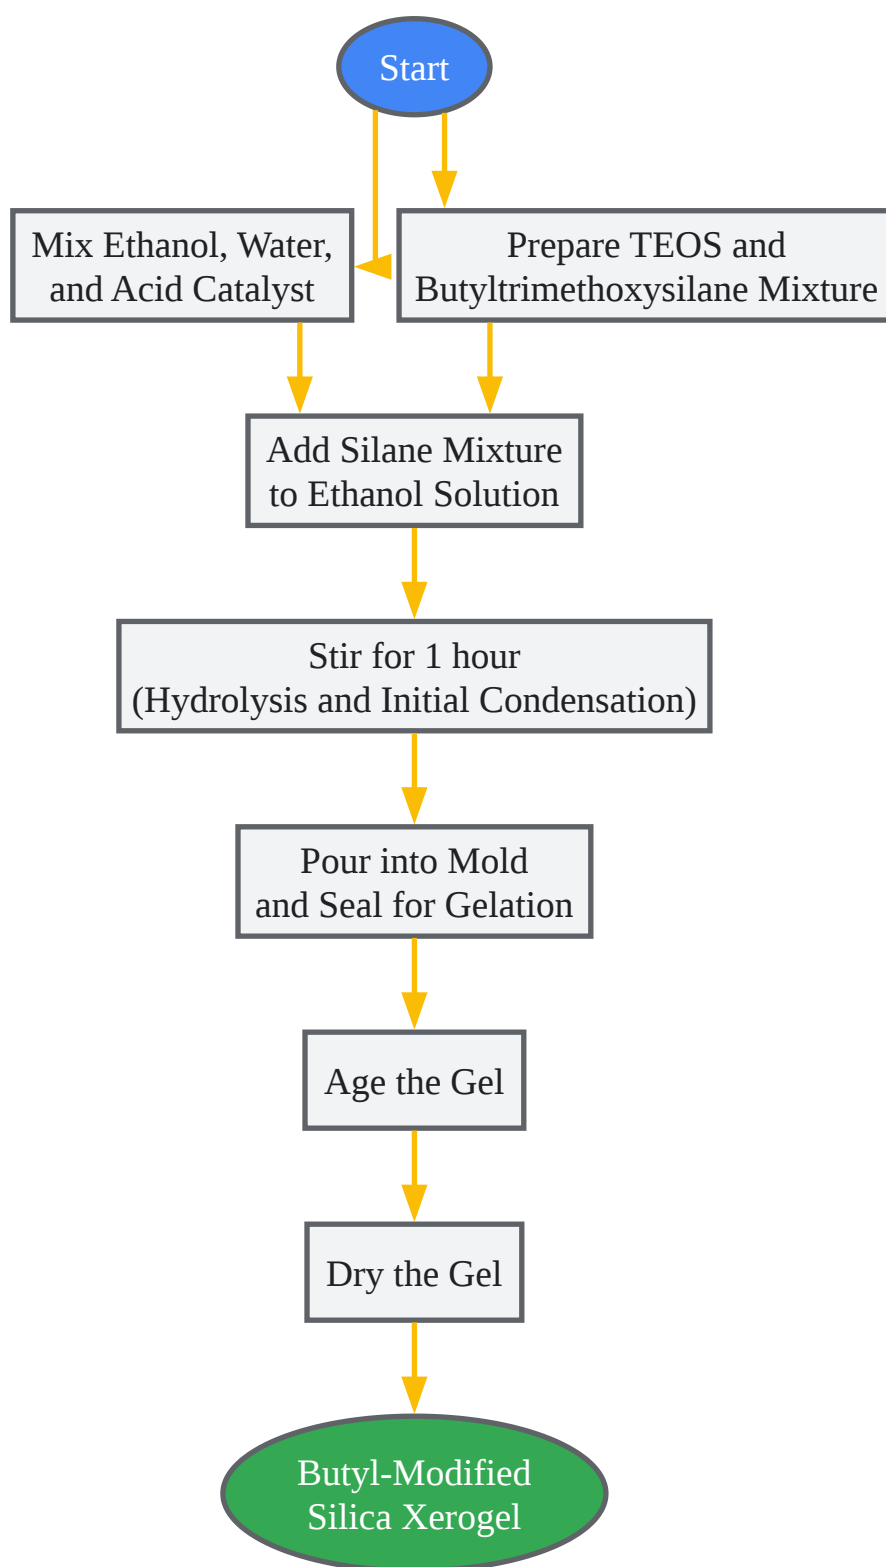 Start
Mix Ethanol, Water,
and Acid Catalyst
Prepare TEOS and
Butyltrimethoxysilane Mixture
Add Silane Mixture
to Ethanol Solution
Stir for 1 hour
(Hydrolysis and Initial Condensation)
Pour into Mold
and Seal for Gelation
Age the Gel
Dry the Gel
Butyl-Modified
Silica Xerogel